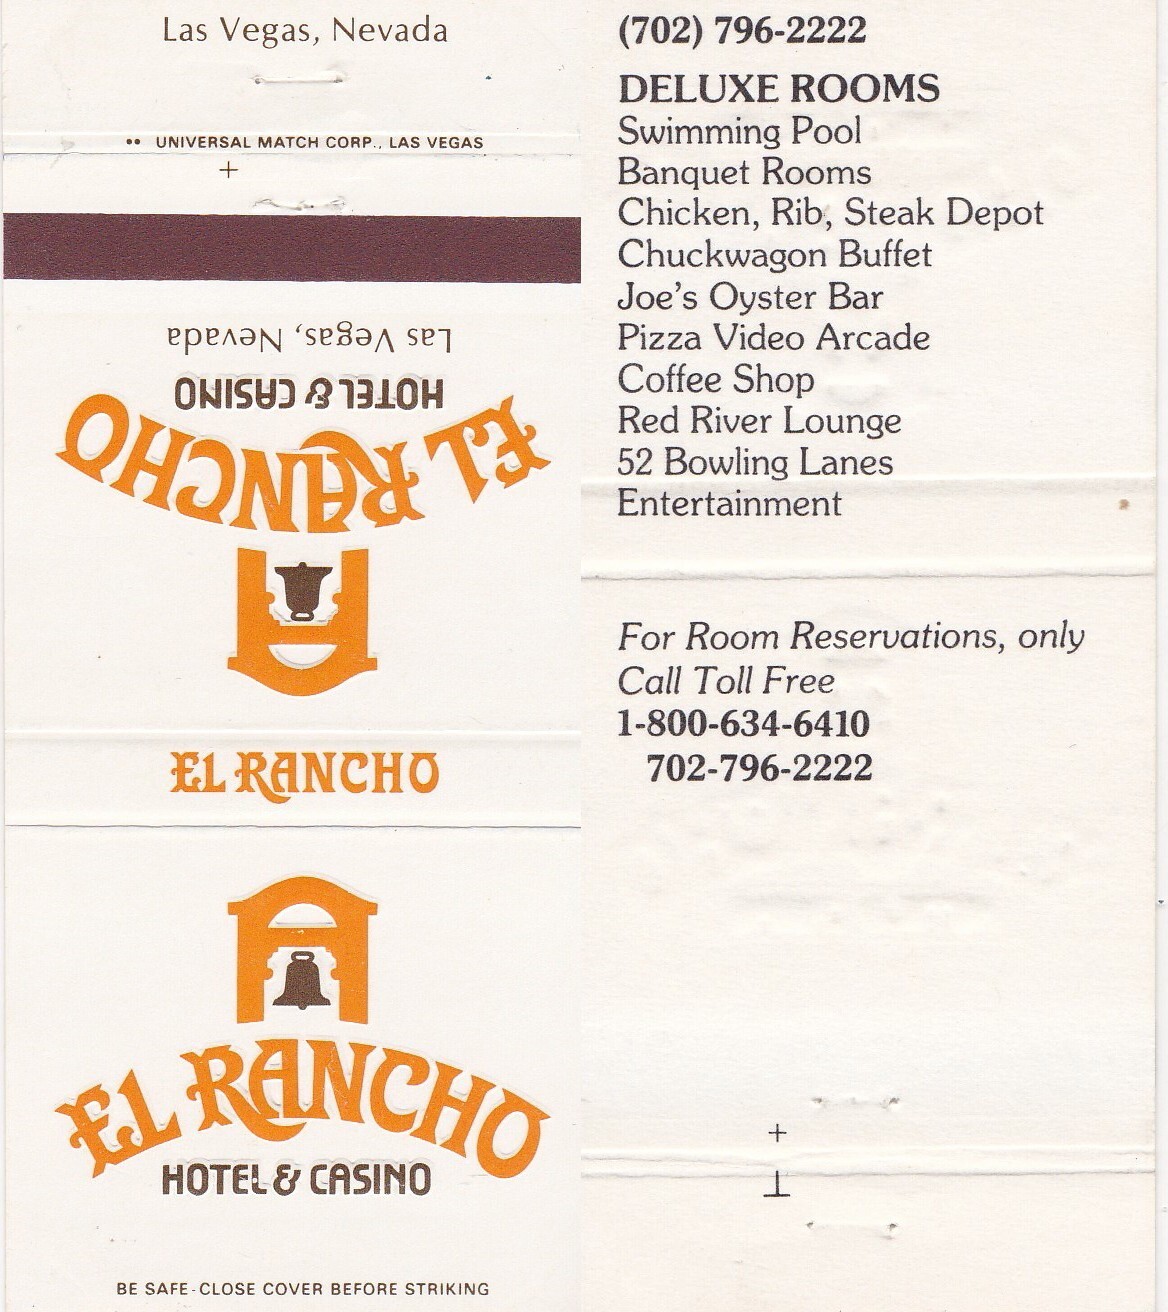 Las Vegas, Nevada
•• UNIVERSAL MATCH CORP., LAS VEGAS
+
Las Vegas, Nevada
HOTEL & CASINO
EL RANCHO
EL RANCHO
EL RANCHO
HOTEL & CASINO
BE SAFE-CLOSE COVER BEFORE STRIKING
(702) 796-2222
DELUXE ROOMS
Swimming Pool
Banquet Rooms
Chicken, Rib, Steak Depot
Chuckwagon Buffet
Joe's Oyster Bar
Pizza Video Arcade
Coffee Shop
Red River Lounge
52 Bowling Lanes
Entertainment
For Room Reservations, only
Call Toll Free
1-800-634-6410
702-796-2222
+
⊥